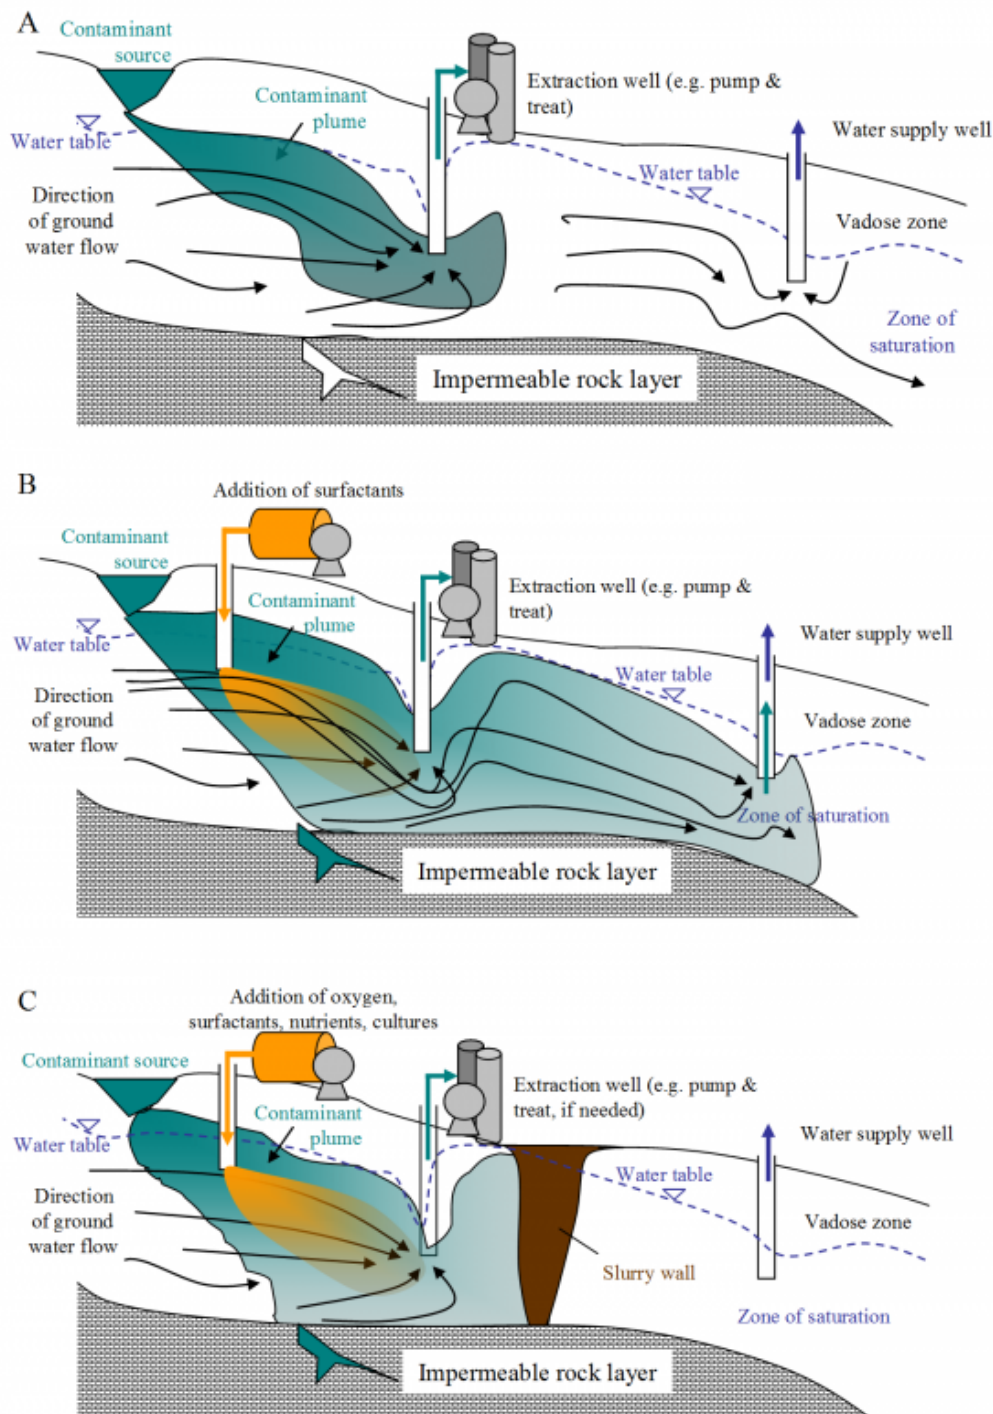 A
Contaminant
source
Contaminant
plume
Extraction well (e.g. pump &
treat)
Water supply well
Water table
Water table
Direction
of ground
water flow
Vadose zone
Zone of
saturation
Impermeable rock layer
B
Addition of surfactants
Contaminant
source
Contaminant
plume
Extraction well (e.g. pump &
treat)
Water supply well
Water table
Water table
Direction
of ground
water flow
Vadose zone
Zone of saturation
Impermeable rock layer
C
Addition of oxygen,
surfactants, nutrients, cultures
Contaminant source
Contaminant
plume
Extraction well (e.g. pump &
treat, if needed)
Water supply well
Water table
Water table
Direction
of ground
water flow
Vadose zone
Slurry wall
Zone of saturation
Impermeable rock layer